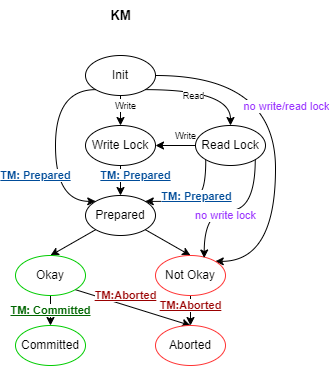 KM
Init
Write
Read
no write/read lock
Write Lock
Write
Read Lock
TM: Prepared
TM: Prepared
TM: Prepared
Prepared
no write lock
Okay
Not Okay
TM:Aborted
TM: Committed
TM:Aborted
Committed
Aborted